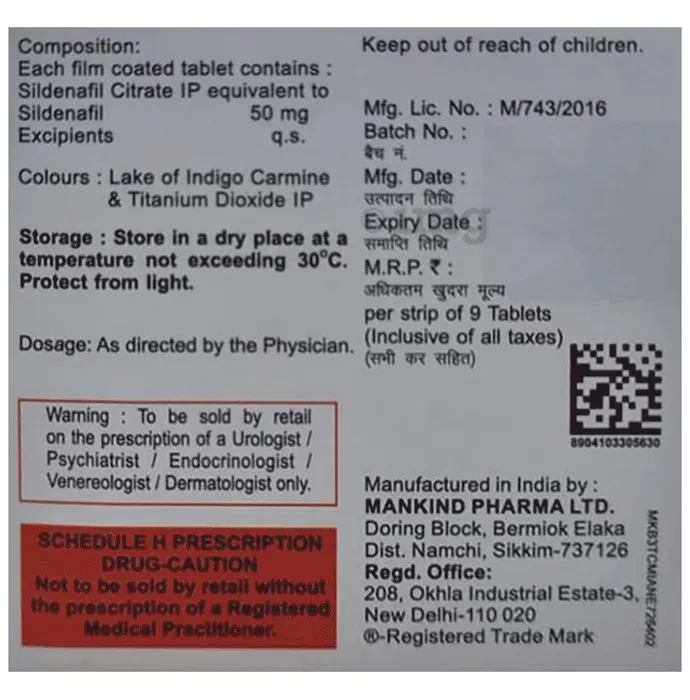 Composition:
Each film coated tablet contains :
Sildenafil Citrate IP equivalent to
Sildenafil 50 mg
Excipients q.s.
Colours : Lake of Indigo Carmine
& Titanium Dioxide IP
Storage : Store in a dry place at a
temperature not exceeding 30°C.
Protect from light.
Dosage: As directed by the Physician.
Warning : To be sold by retail
on the prescription of a Urologist /
Psychiatrist / Endocrinologist /
Venereologist / Dermatologist only.
SCHEDULE H PRESCRIPTION
DRUG-CAUTION
Not to be sold by retail without
the prescription of a Registered
Medical Practitioner.
Keep out of reach of children.
Mfg. Lic. No. : M/743/2016
Batch No. :
बैच नं.
Mfg. Date :
उत्पादन तिथि
Expiry Date :
समाप्ति तिथि
M.R.P. ₹ :
अधिकतम खुदरा मूल्य
per strip of 9 Tablets
(Inclusive of all taxes)
(सभी कर सहित)
8904103305630
Manufactured in India by :
MANKIND PHARMA LTD.
Doring Block, Bermiok Elaka
Dist. Namchi, Sikkim-737126
Regd. Office:
208, Okhla Industrial Estate-3,
New Delhi-110 020
®-Registered Trade Mark